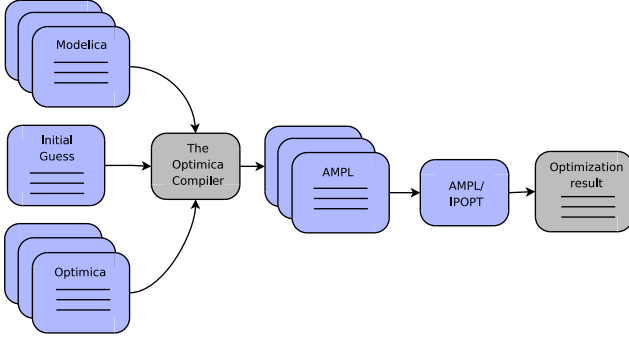 Modelica
Initial
Guess
Optimica
The
Optimica
Compiler
AMPL
AMPL/
IPOPT
Optimization
result